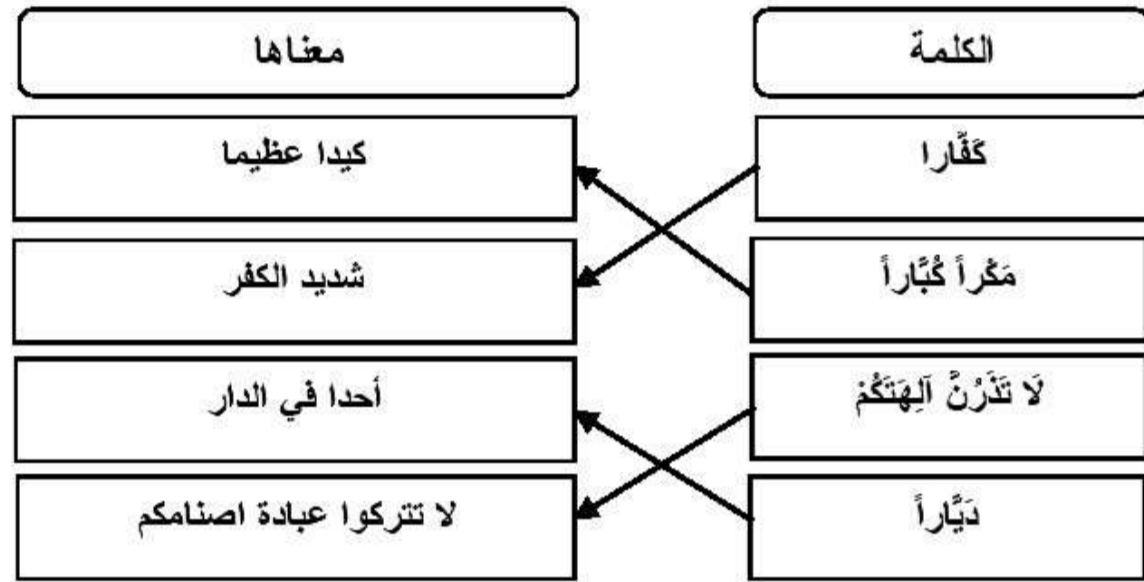 الكلمة
معناها
كَفَّارا
كيدا عظيما
مَكْراً كُبَّاراً
شديد الكفر
لَا تَذَرُنَّ آلِهَتَكُمْ
أحدا في الدار
دَيَّاراً
لا تتركوا عبادة اصنامكم